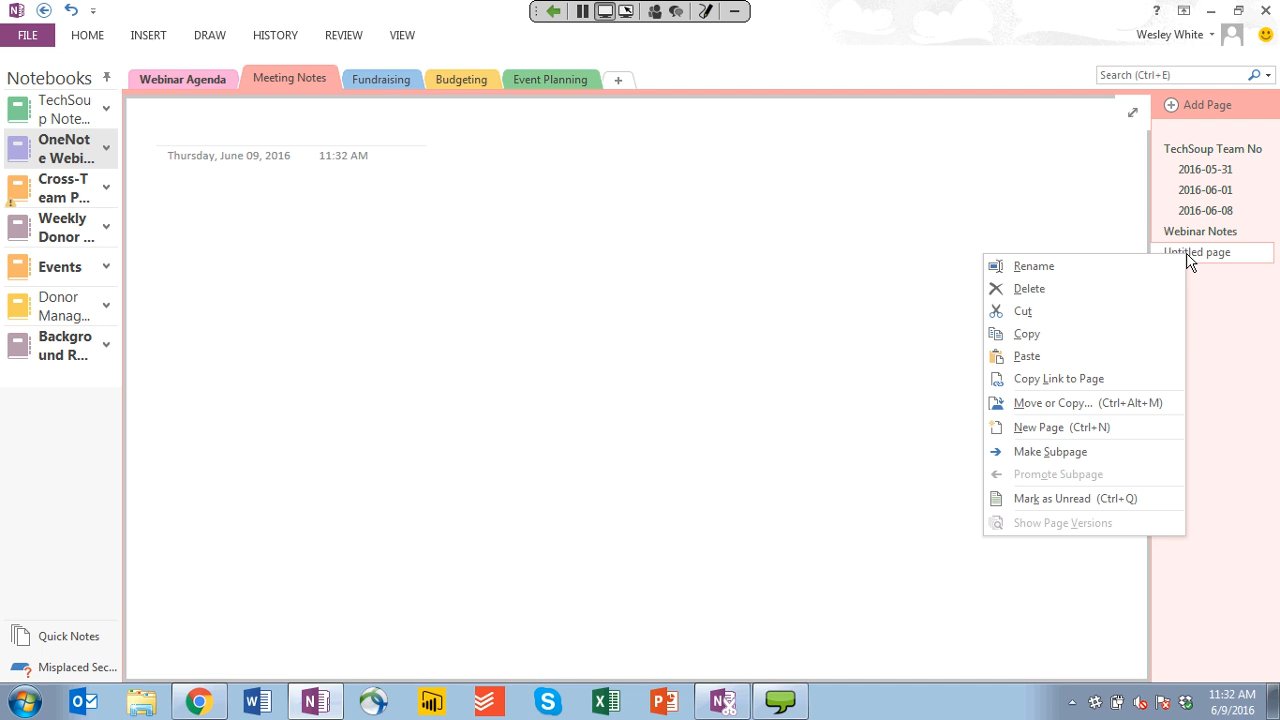 ?
FILE
HOME
INSERT
DRAW
HISTORY
REVIEW
VIEW
Wesley White
Notebooks
Webinar Agenda
Meeting Notes
Fundraising
Budgeting
Event Planning
+
Search (Ctrl+E)
TechSou
p Note...
OneNot
e Webi...
Cross-T
eam P...
Weekly
Donor ...
Events
Donor
Manag...
Backgro
und R...
Quick Notes
Misplaced Sec...
Thursday, June 09, 2016 11:32 AM
Add Page
TechSoup Team No
2016-05-31
2016-06-01
2016-06-08
Webinar Notes
Untitled page
Rename
Delete
Cut
Copy
Paste
Copy Link to Page
Move or Copy... (Ctrl+Alt+M)
New Page (Ctrl+N)
Make Subpage
Promote Subpage
Mark as Unread (Ctrl+Q)
Show Page Versions
11:32 AM
6/9/2016